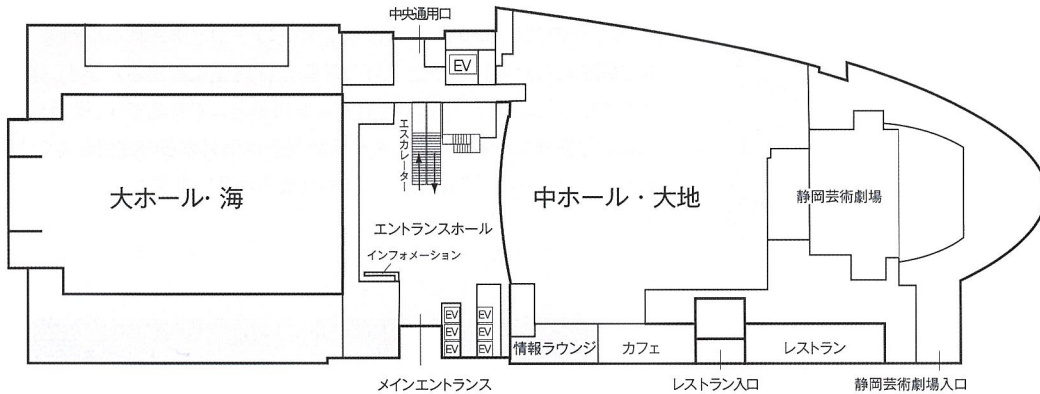 中央通用口
EV
エスカレーター
大ホール・海
中ホール・大地
静岡芸術劇場
エントランスホール
インフォメーション
EV
EV
EV
EV
EV
EV
情報ラウンジ
カフェ
レストラン
メインエントランス
レストラン入口
静岡芸術劇場入口